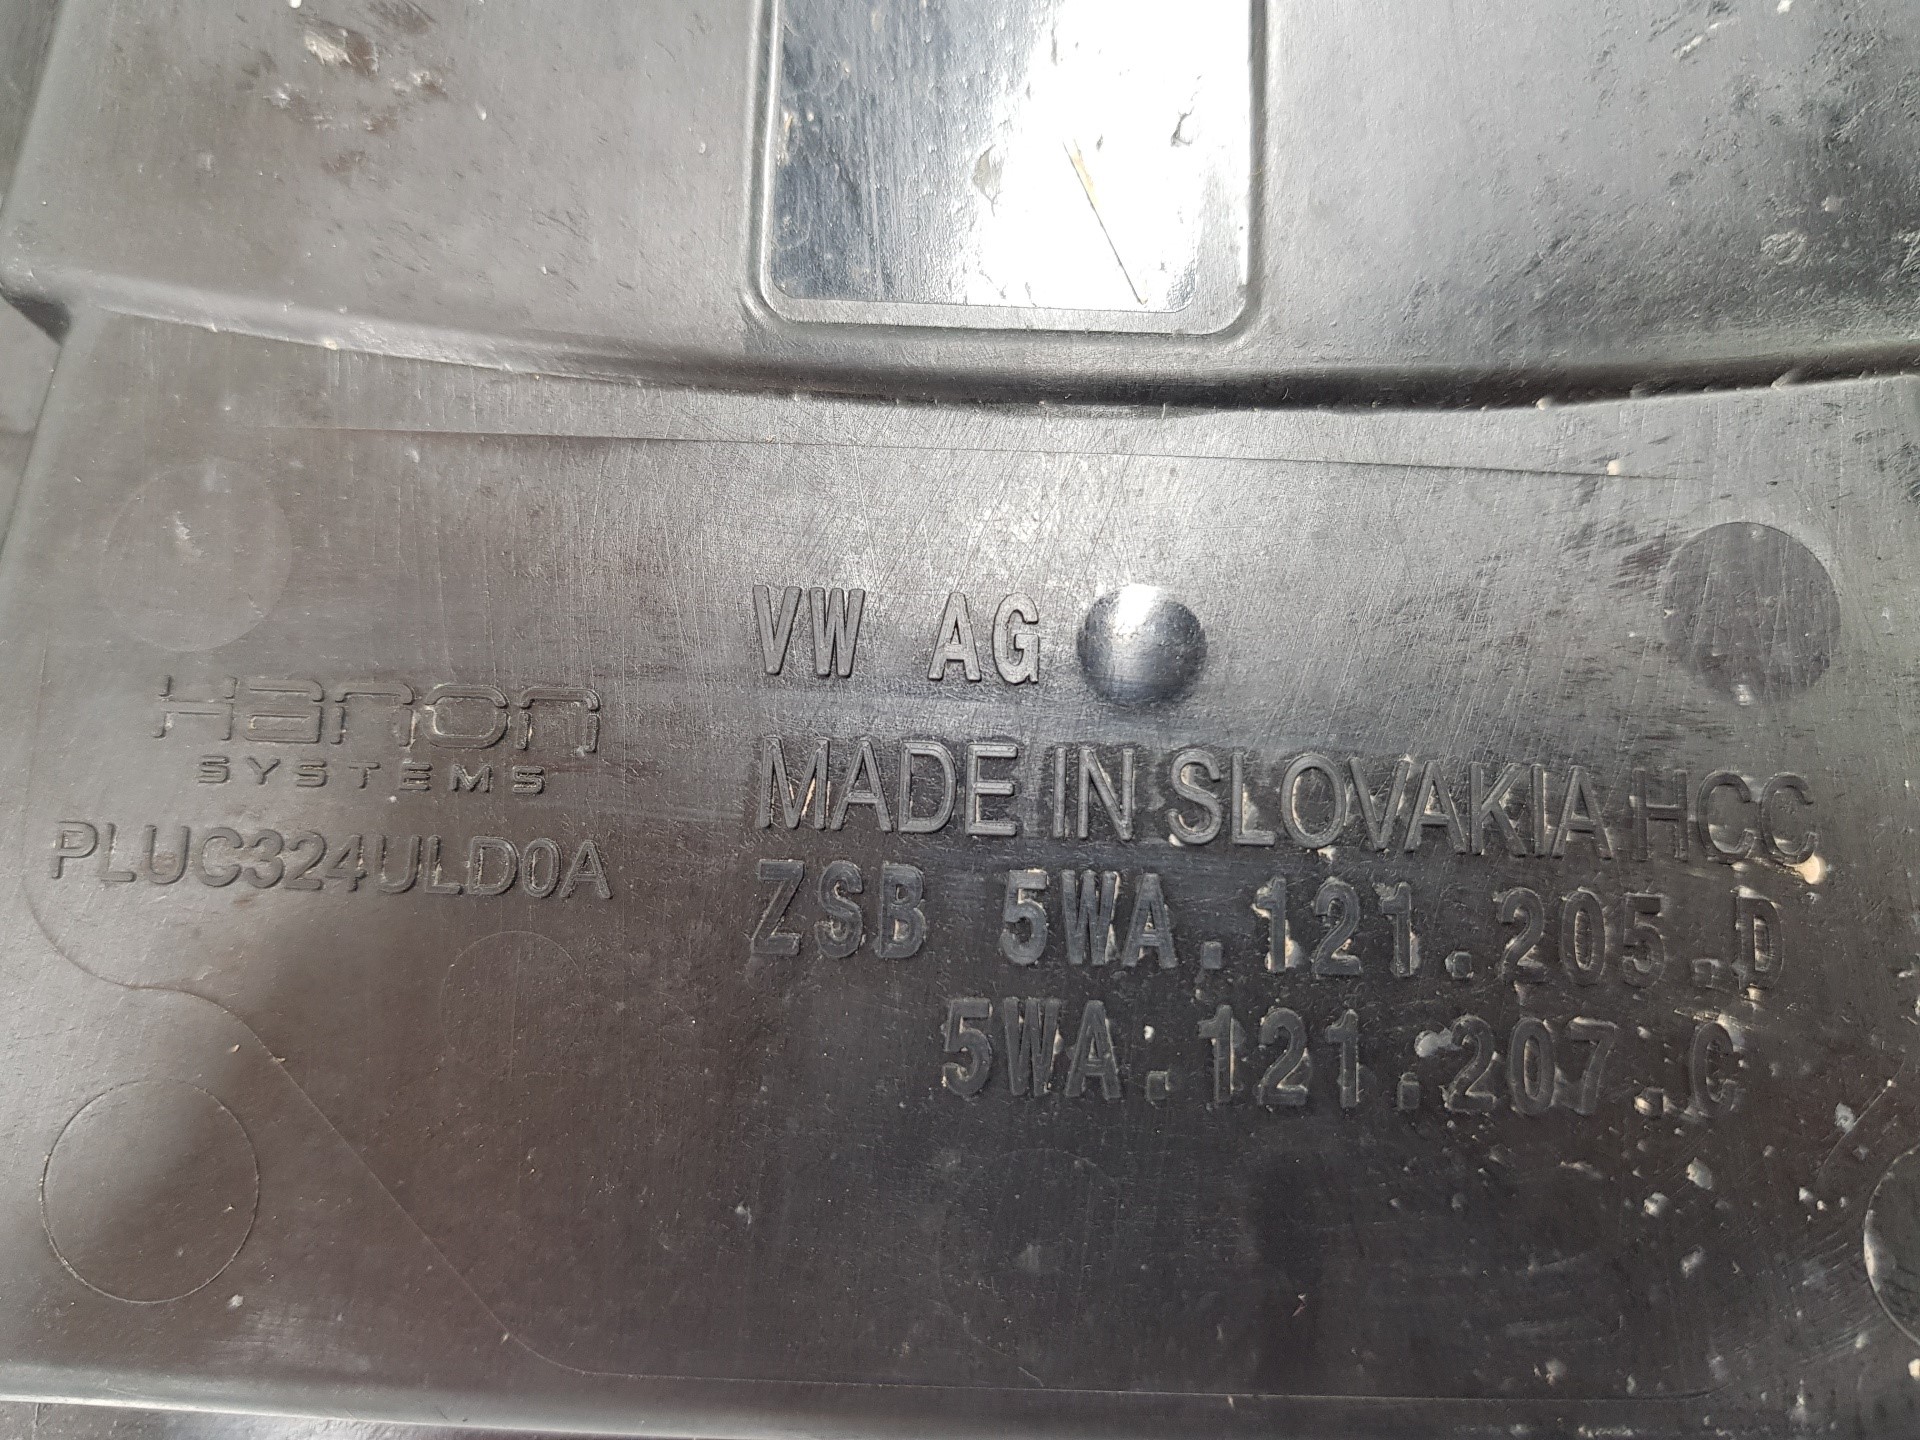 VW AG
Hanon
SYSTEMS
PLUC324ULD0A
MADE IN SLOVAKIA HCC
ZSB 5WA.121.205.D
5WA.121.207.C